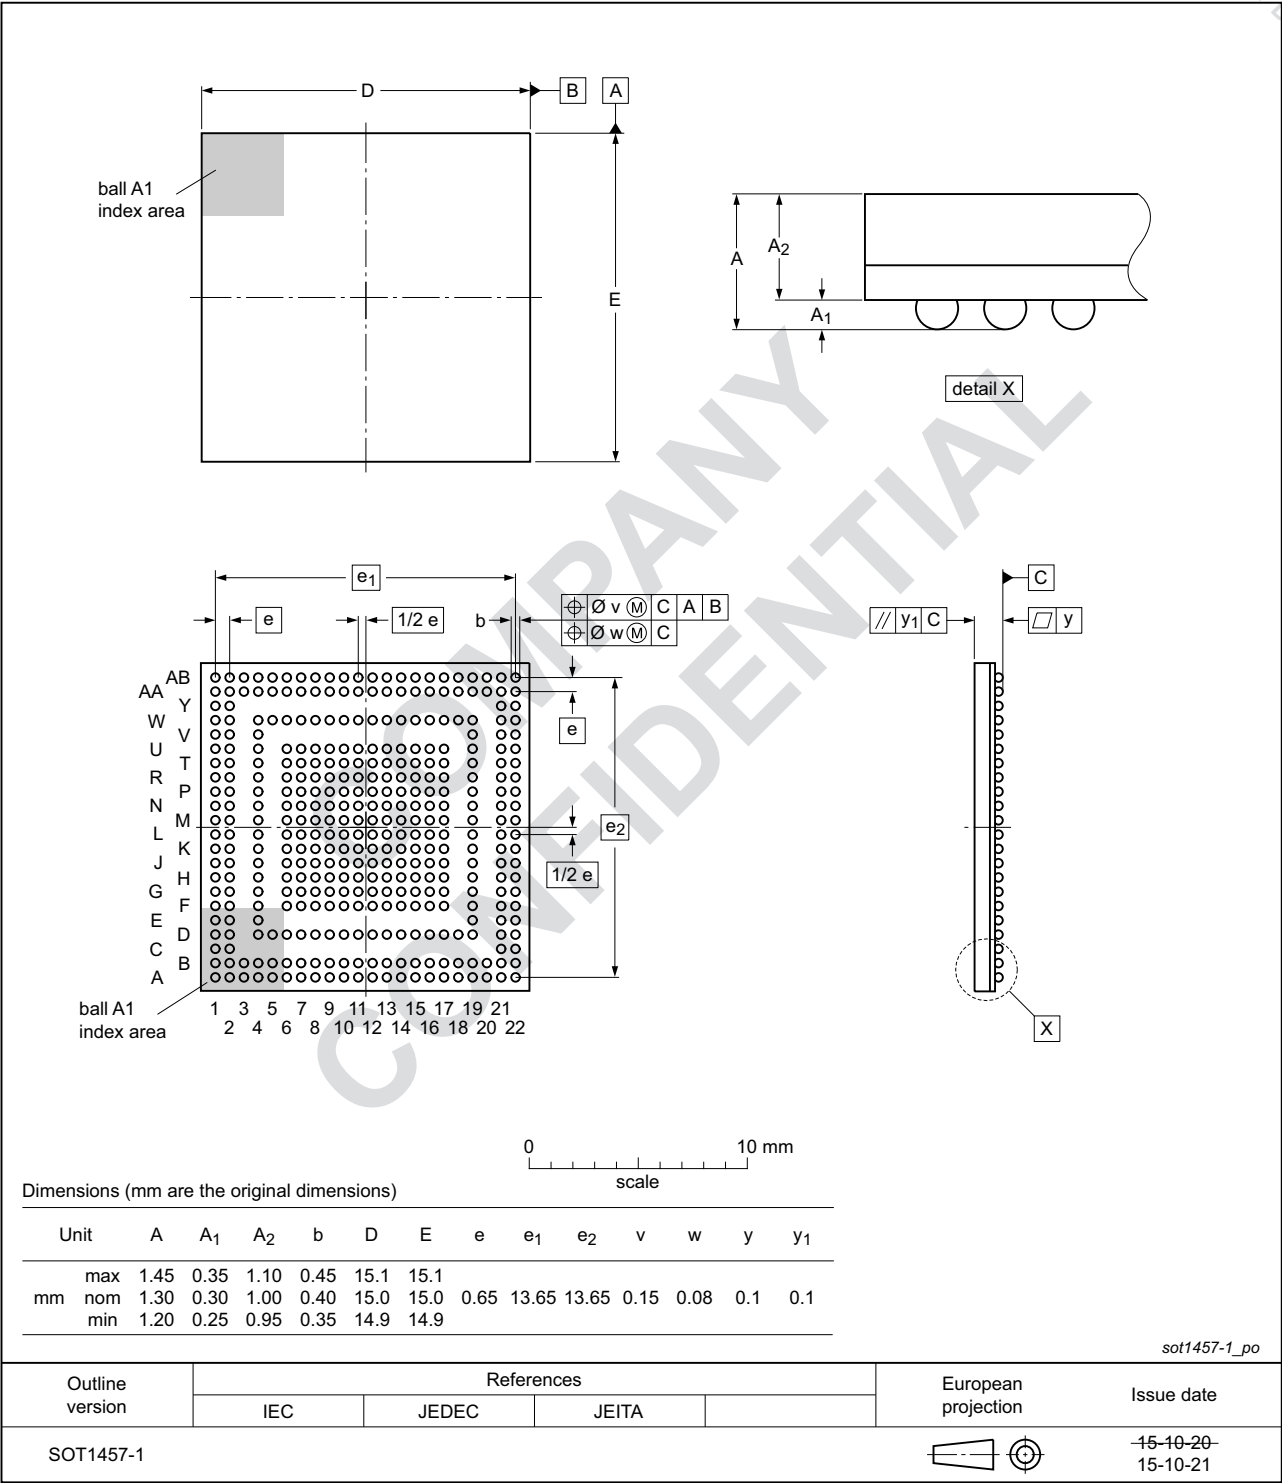 D
B
A
ball A1
index area
E
A
A2
A1
detail X
e1
e
1/2 e
b
Ø v Ⓜ C A B
Ø w Ⓜ C
C
// y1 C
y
AB
AA
Y
W
V
U
T
R
P
N
M
L
K
J
H
G
F
E
D
C
B
A
e
e2
1/2 e
ball A1
index area
1 3 5 7 9 11 13 15 17 19 21
2 4 6 8 10 12 14 16 18 20 22
X
COMPANY
CONFIDENTIAL
0 10 mm
scale
Dimensions (mm are the original dimensions)
Unit A A1 A2 b D E e e1 e2 v w y y1
max 1.45 0.35 1.10 0.45 15.1 15.1
mm nom 1.30 0.30 1.00 0.40 15.0 15.0 0.65 13.65 13.65 0.15 0.08 0.1 0.1
min 1.20 0.25 0.95 0.35 14.9 14.9
sot1457-1_po
Outline
version
References
IEC JEDEC JEITA
European
projection
Issue date
SOT1457-1
15-10-20
15-10-21